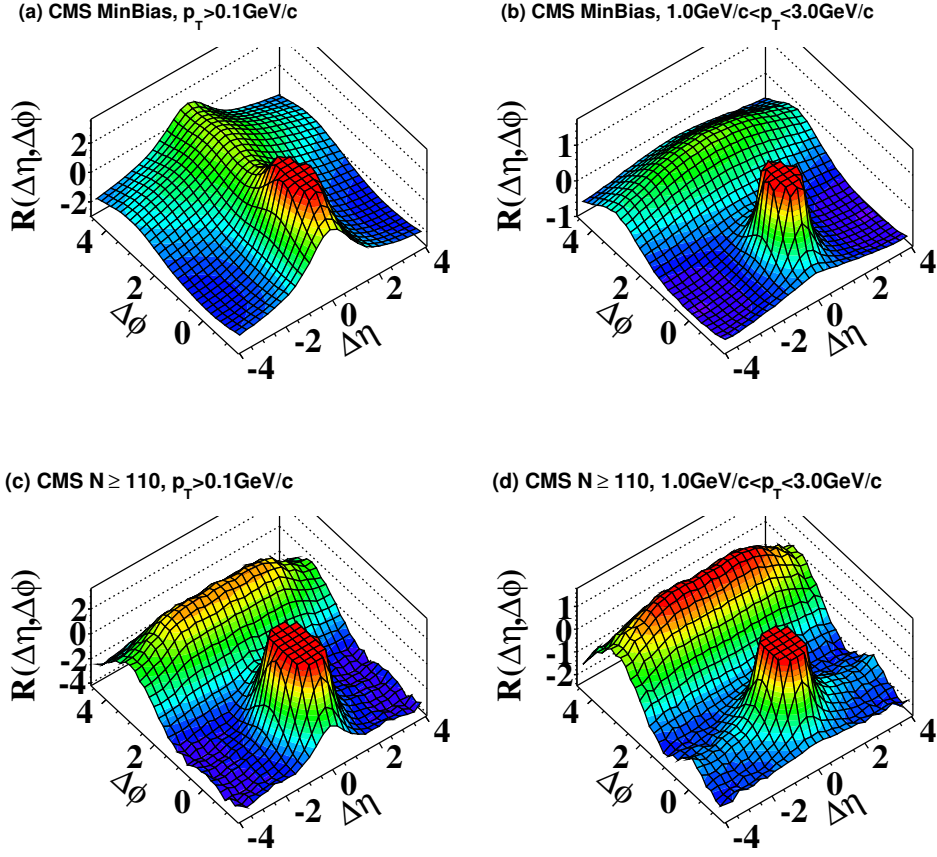 (a) CMS MinBias, p_T>0.1GeV/c
R(Δη,Δφ)
2
0
-2
4
2
0
Δφ
-4
-2
0
2
4
Δη
(b) CMS MinBias, 1.0GeV/c<p_T<3.0GeV/c
R(Δη,Δφ)
1
0
-1
4
2
0
Δφ
-4
-2
0
2
4
Δη
(c) CMS N ≥ 110, p_T>0.1GeV/c
R(Δη,Δφ)
2
0
-2
-4
4
2
0
Δφ
-4
-2
0
2
4
Δη
(d) CMS N ≥ 110, 1.0GeV/c<p_T<3.0GeV/c
R(Δη,Δφ)
1
0
-1
-2
4
2
0
Δφ
-4
-2
0
2
4
Δη